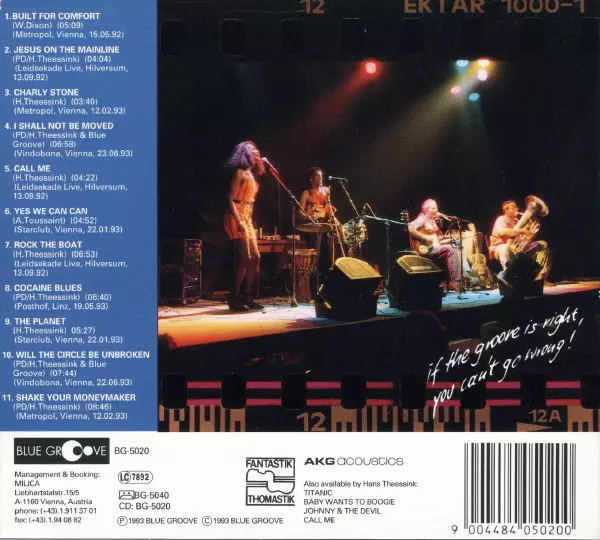 12
EKTAR 1000-1
1. BUILT FOR COMFORT
(W.Dixon) (05:09)
(Metropol, Vienna, 15.05.92)
2. JESUS ON THE MAINLINE
(PD/H.Theessink) (04:04)
(Leidsekade Live, Hilversum,
13.09.92)
3. CHARLY STONE
(H.Theessink) (03:40)
(Metropol, Vienna, 12.02.93)
4. I SHALL NOT BE MOVED
(PD/H.Theessink & Blue
Groove) (06:58)
(Vindobona, Vienna, 23.06.93)
5. CALL ME
(H.Theessink) (04:22)
(Leidsekade Live, Hilversum,
13.09.92)
6. YES WE CAN CAN
(A.Toussaint) (04:52)
(Starclub, Vienna, 22.01.93)
7. ROCK THE BOAT
(H.Theessink) (06:53)
(Leidsekade Live, Hilversum,
13.09.92)
8. COCAINE BLUES
(PD/H.Theessink) (06:40)
(Posthof, Linz, 19.05.93)
9. THE PLANET
(H.Theessink) 05:27)
(Starclub, Vienna, 22.01.93)
10. WILL THE CIRCLE BE UNBROKEN
(PD/H.Theessink & Blue
Groove) (07:44)
(Vindobona, Vienna, 22.06.93)
11. SHAKE YOUR MONEYMAKER
(PD/H.Theessink) (08:46)
(Metropol, Vienna, 12.02.93)
if the groove is right,
you can't go wrong!
12
12A
BLUE GROOVE
BG-5020
Management & Booking:
MILICA
Liebhartstalstr.15/5
A-1160 Vienna, Austria
phone: (+43).1.911 37 01
fax: (+43).1.94 08 82
LC 7892
BG-5040
CD: BG-5020
Ⓟ 1993 BLUE GROOVE © 1993 BLUE GROOVE
FANTASTIK
THOMASTIK
AKG acoustics
Also available by Hans Theessink:
TITANIC
BABY WANTS TO BOOGIE
JOHNNY & THE DEVIL
CALL ME
9 004484 050200